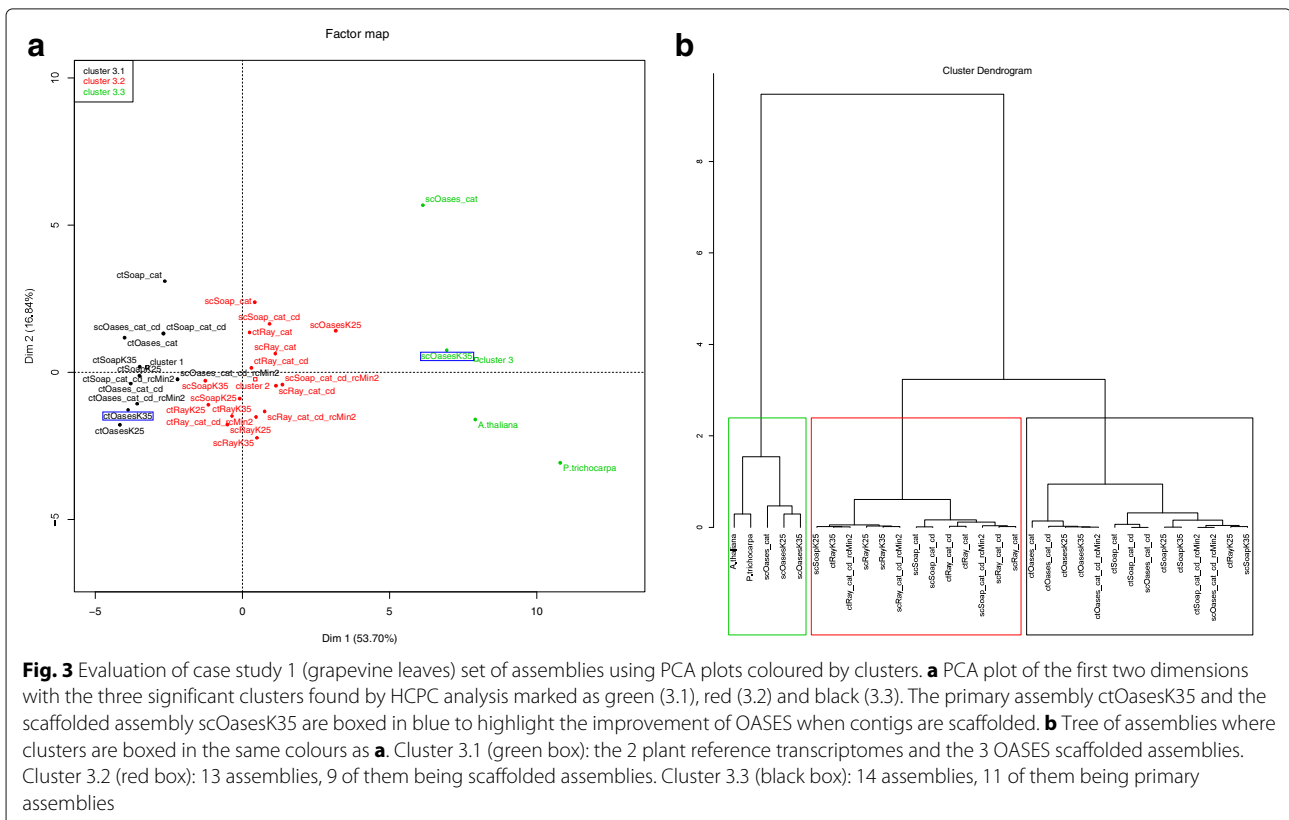 a
Factor map
cluster 3.1
cluster 3.2
cluster 3.3
10
5
0
−5
Dim 2 (16.84%)
scOases_cat
ctSoap_cat
scSoap_cat
scSoap_cat_cd
scOasesK25
scOases_cat_cd
ctSoap_cat_cd
ctRay_cat
ctOases_cat
scRay_cat
scOasesK35
cluster 3
ctSoapK35
cluster 1
ctRay_cat_cd
ctSoapK25
scOases_cat_cd_rcMin2
ctSoap_cat_cd_rcMin2
scSoapK35
cluster 2
scSoap_cat_cd_rcMin2
ctOases_cat_cd
scRay_cat_cd
ctOases_cat_cd_rcMin2
scSoapK25
ctRayK25
ctRayK35
ctOasesK35
ctRay_cat_cd_rcMin2
scRay_cat_cd_rcMin2
ctOasesK25
scRayK25
scRayK35
A.thaliana
P.trichocarpa
−5
0
5
10
Dim 1 (53.70%)
b
Cluster Dendrogram
8
6
4
2
0
A.thaliana
P.trichocarpa
scOases_cat
scOasesK25
scOasesK35
scSoapK25
ctRayK35
ctRay_cat_cd_rcMin2
scRayK25
scRayK35
scRay_cat_cd_rcMin2
scSoap_cat
scSoap_cat_cd
ctRay_cat_cd
ctRay_cat
scSoap_cat_cd_rcMin2
scRay_cat_cd
scRay_cat
ctOases_cat
ctOases_cat_cd
ctOasesK25
ctOasesK35
ctOases_cat_cd_rcMin2
ctSoap_cat
ctSoap_cat_cd
scOases_cat_cd
ctSoapK25
ctSoapK35
ctSoap_cat_cd_rcMin2
scOases_cat_cd_rcMin2
ctRayK25
scSoapK35
Fig. 3 Evaluation of case study 1 (grapevine leaves) set of assemblies using PCA plots coloured by clusters. a PCA plot of the first two dimensions
with the three significant clusters found by HCPC analysis marked as green (3.1), red (3.2) and black (3.3). The primary assembly ctOasesK35 and the
scaffolded assembly scOasesK35 are boxed in blue to highlight the improvement of OASES when contigs are scaffolded. b Tree of assemblies where
clusters are boxed in the same colours as a. Cluster 3.1 (green box): the 2 plant reference transcriptomes and the 3 OASES scaffolded assemblies.
Cluster 3.2 (red box): 13 assemblies, 9 of them being scaffolded assemblies. Cluster 3.3 (black box): 14 assemblies, 11 of them being primary
assemblies